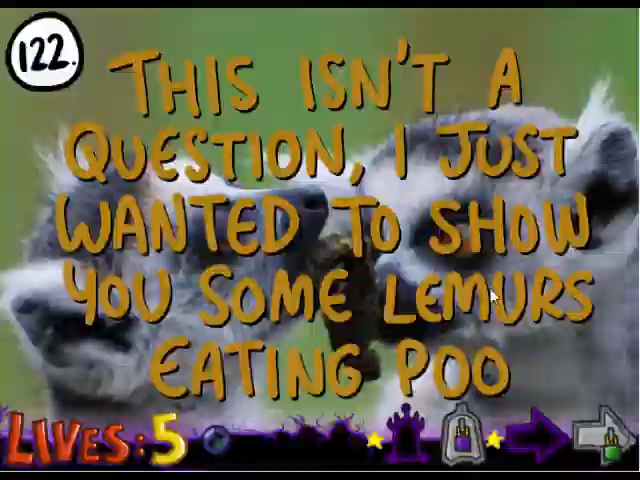 122.
THIS ISN'T A
QUESTION, I JUST
WANTED TO SHOW
YOU SOME LEMURS
EATING POO
LIVES: 5